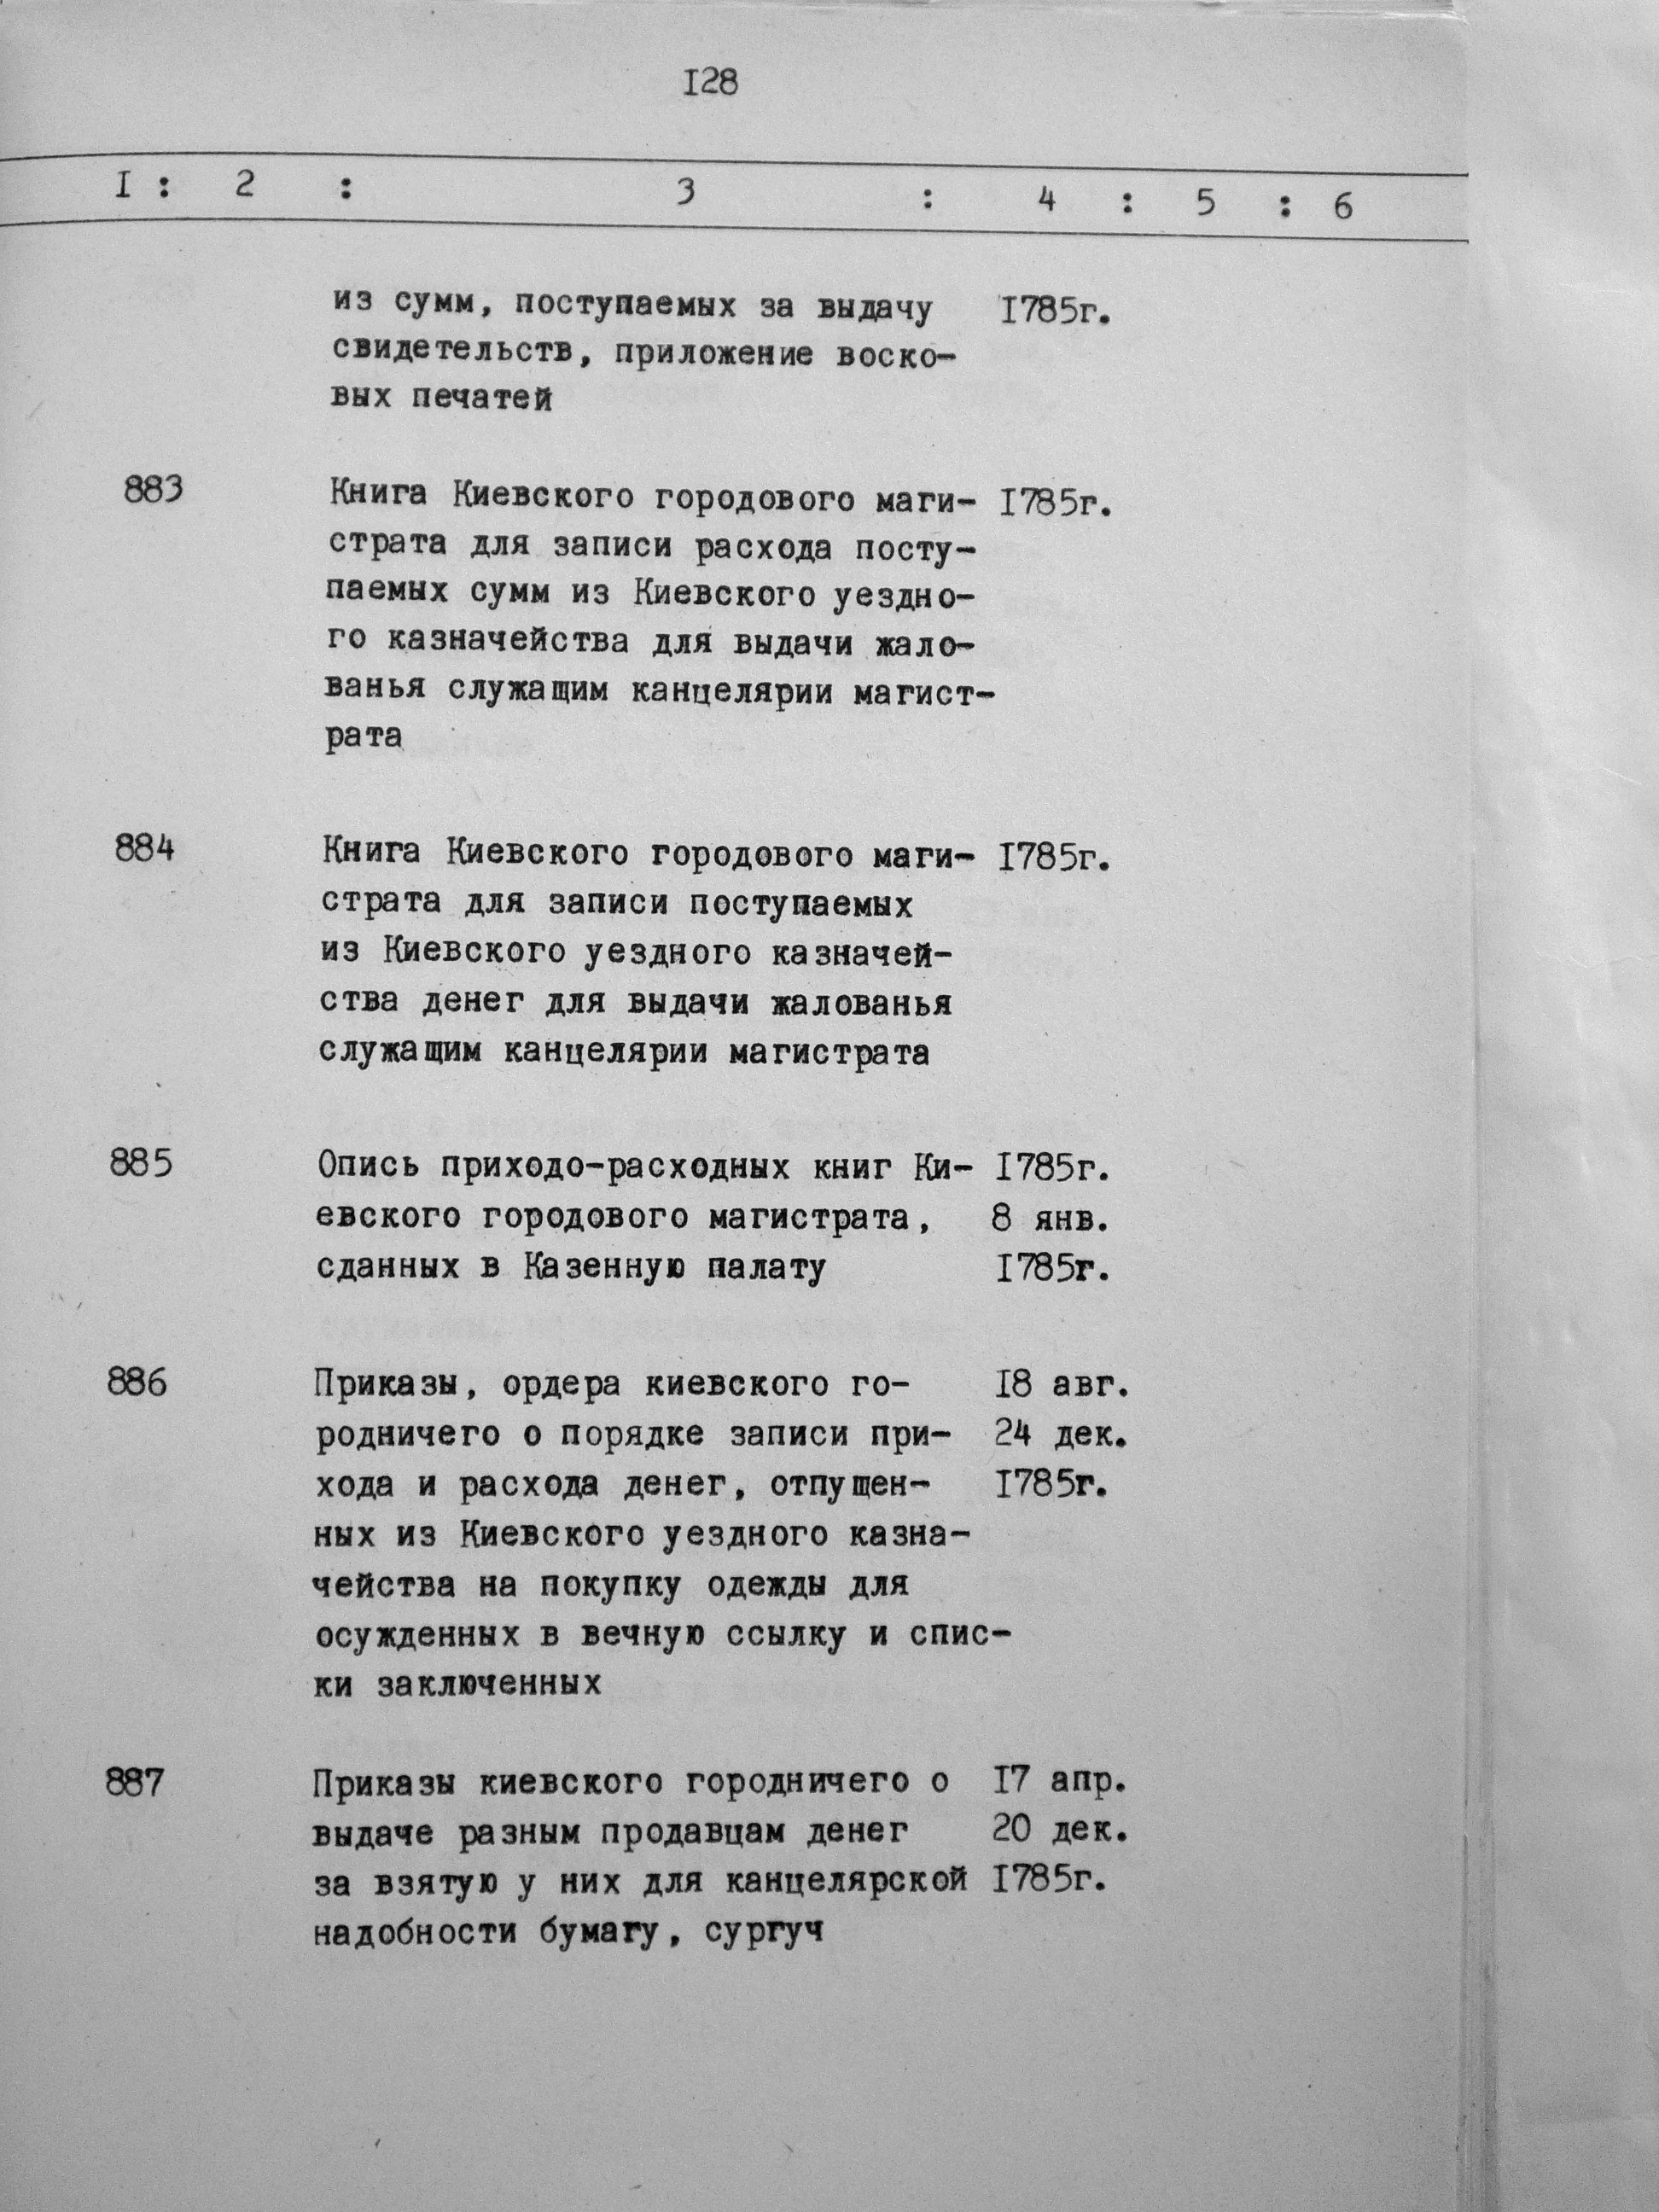 I28
I : 2 : 3 : 4 : 5 : 6
из сумм, поступаемых за выдачу I785г.
свидетельств, приложение воско-
вых печатей
883 Книга Киевского городового маги- I785г.
страта для записи расхода посту-
паемых сумм из Киевского уездно-
го казначейства для выдачи жало-
ванья служащим канцелярии магист-
рата
884 Книга Киевского городового маги- I785г.
страта для записи поступаемых
из Киевского уездного казначей-
ства денег для выдачи жалованья
служащим канцелярии магистрата
885 Опись приходо-расходных книг Ки- I785г.
евского городового магистрата, 8 янв.
сданных в Казенную палату I785г.
886 Приказы, ордера киевского го- I8 авг.
родничего о порядке записи при- 24 дек.
хода и расхода денег, отпущен- I785г.
ных из Киевского уездного казна-
чейства на покупку одежды для
осужденных в вечную ссылку и спис-
ки заключенных
887 Приказы киевского городничего о I7 апр.
выдаче разным продавцам денег 20 дек.
за взятую у них для канцелярской I785г.
надобности бумагу, сургуч